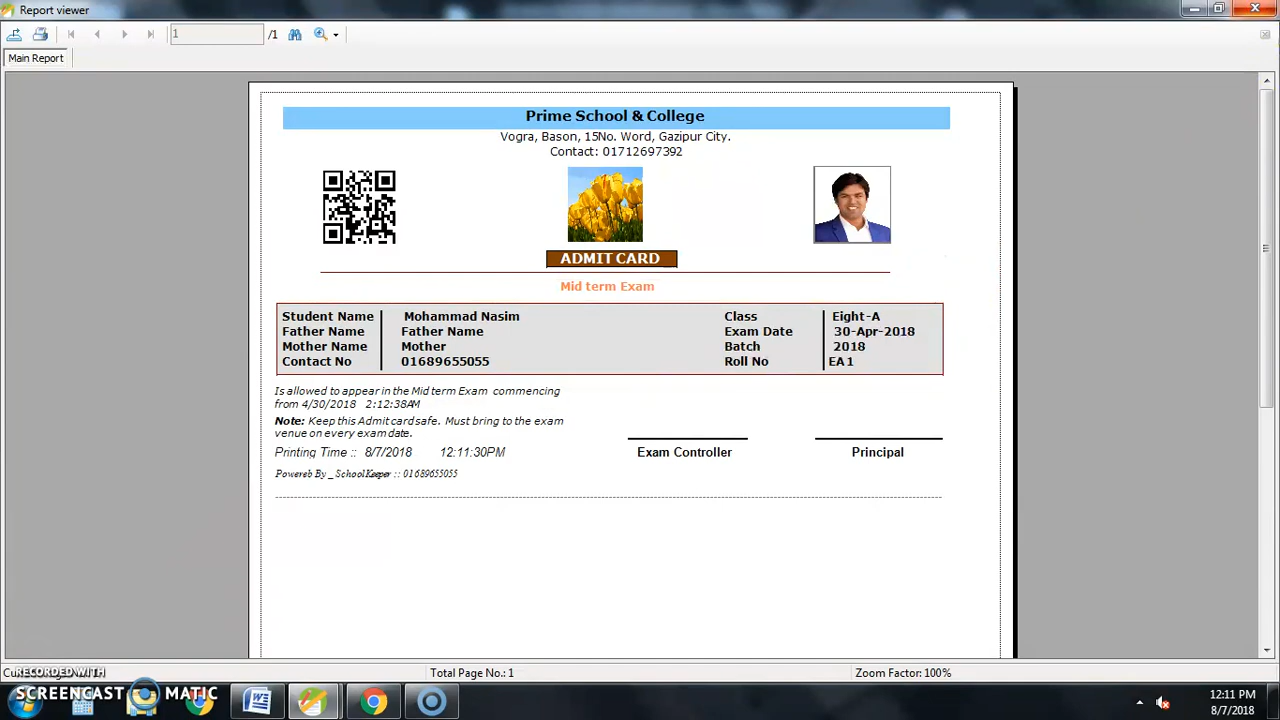 Report viewer
1
/1
Main Report
Prime School & College
Vogra, Bason, 15No. Word, Gazipur City.
Contact: 01712697392
ADMIT CARD
Mid term Exam
Student Name Mohammad Nasim Class Eight-A
Father Name Father Name Exam Date 30-Apr-2018
Mother Name Mother Batch 2018
Contact No 01689655055 Roll No EA1
Is allowed to appear in the Mid term Exam commencing
from 4/30/2018 2:12:38AM
Note: Keep this Admit card safe. Must bring to the exam
venue on every exam date.
Printing Time :: 8/7/2018 12:11:30PM
Exam Controller Principal
Powereb By _ School Keeper :: 01689655055
Total Page No.: 1 Zoom Factor: 100%
RECORDED WITH
SCREENCAST MATIC
12:11 PM
8/7/2018